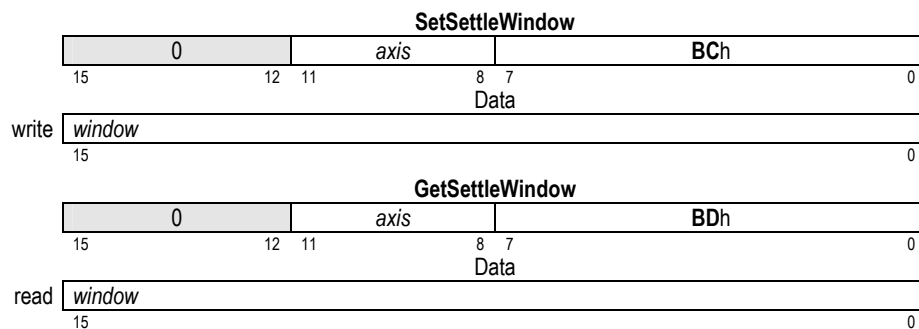 SetSettleWindow
0 axis BCh
15 12 11 8 7 0
Data
write window
15 0
GetSettleWindow
0 axis BDh
15 12 11 8 7 0
Data
read window
15 0